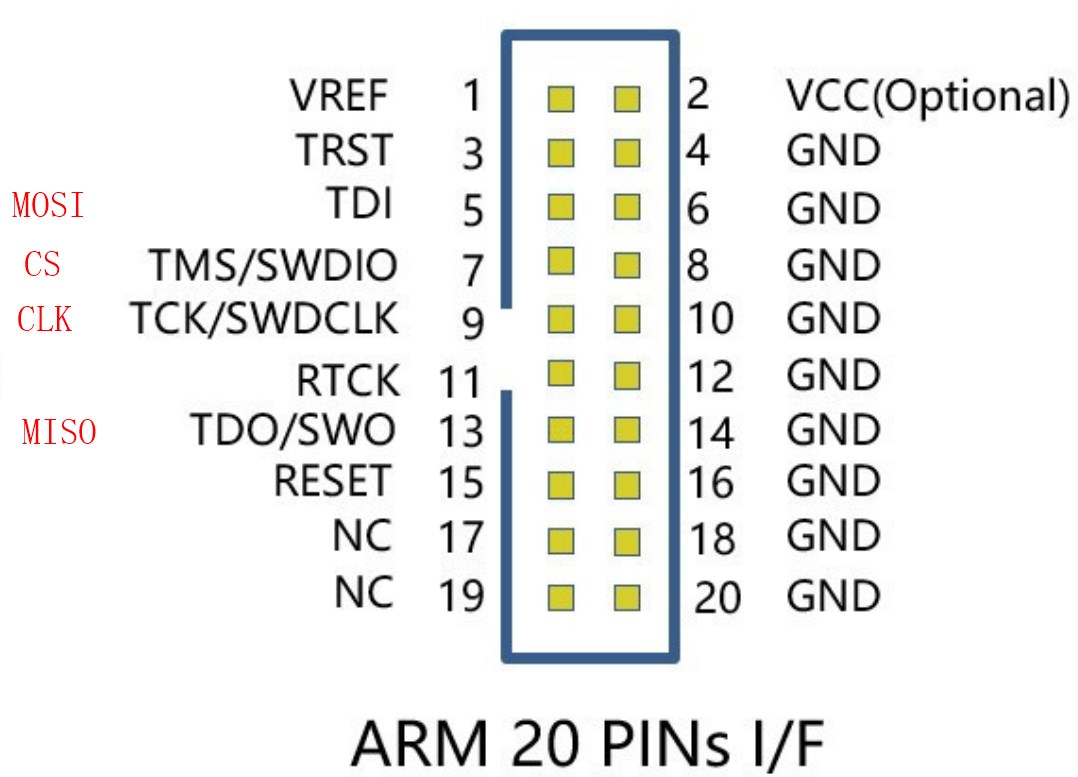 VREF 1 2 VCC(Optional)
TRST 3 4 GND
MOSI TDI 5 6 GND
CS TMS/SWDIO 7 8 GND
CLK TCK/SWDCLK 9 10 GND
RTCK 11 12 GND
MISO TDO/SWO 13 14 GND
RESET 15 16 GND
NC 17 18 GND
NC 19 20 GND
ARM 20 PINs I/F